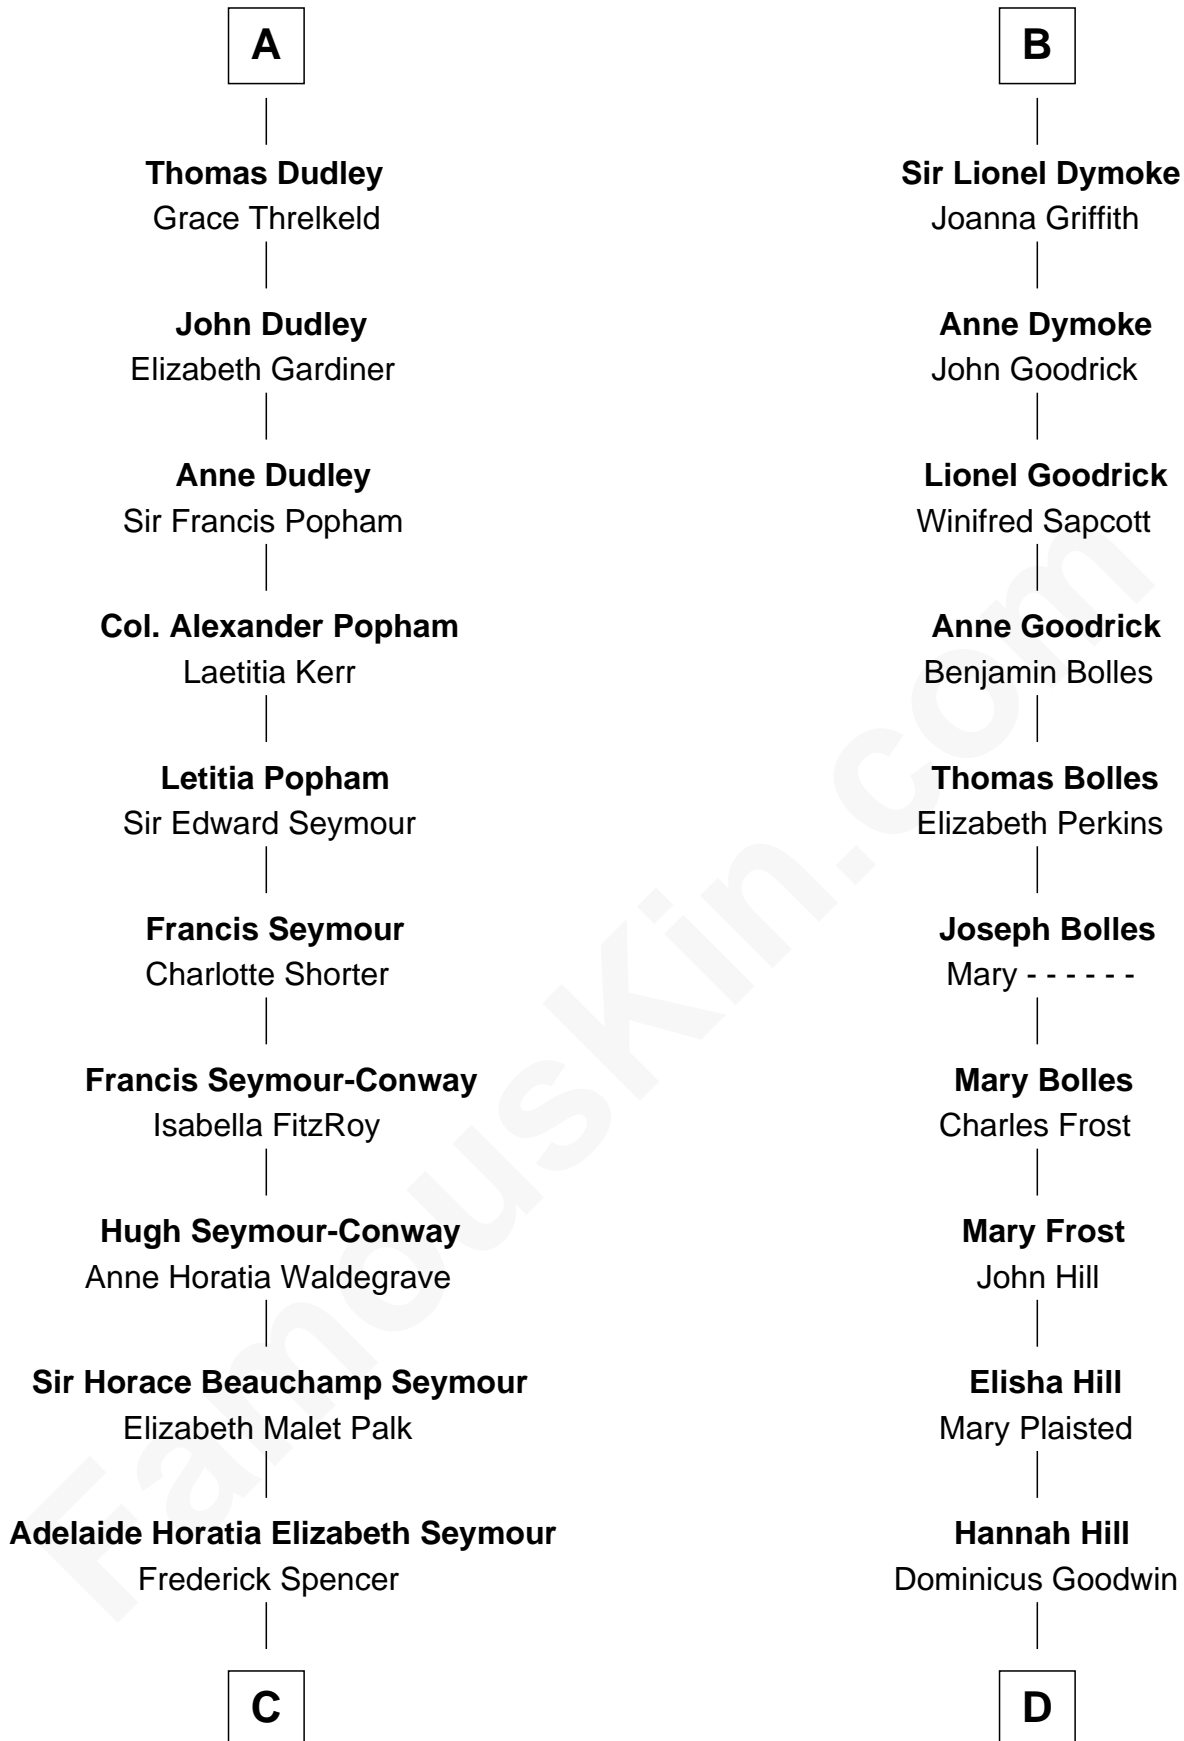 A
B
Thomas Dudley
Grace Threlkeld
Sir Lionel Dymoke
Joanna Griffith
John Dudley
Elizabeth Gardiner
Anne Dymoke
John Goodrick
Anne Dudley
Sir Francis Popham
Lionel Goodrick
Winifred Sapcott
Col. Alexander Popham
Laetitia Kerr
Anne Goodrick
Benjamin Bolles
Letitia Popham
Sir Edward Seymour
Thomas Bolles
Elizabeth Perkins
Francis Seymour
Charlotte Shorter
Joseph Bolles
Mary - - - - - -
Francis Seymour-Conway
Isabella FitzRoy
Mary Bolles
Charles Frost
Hugh Seymour-Conway
Anne Horatia Waldegrave
Mary Frost
John Hill
Sir Horace Beauchamp Seymour
Elizabeth Malet Palk
Elisha Hill
Mary Plaisted
Adelaide Horatia Elizabeth Seymour
Frederick Spencer
Hannah Hill
Dominicus Goodwin
C
D
FamousKin.com